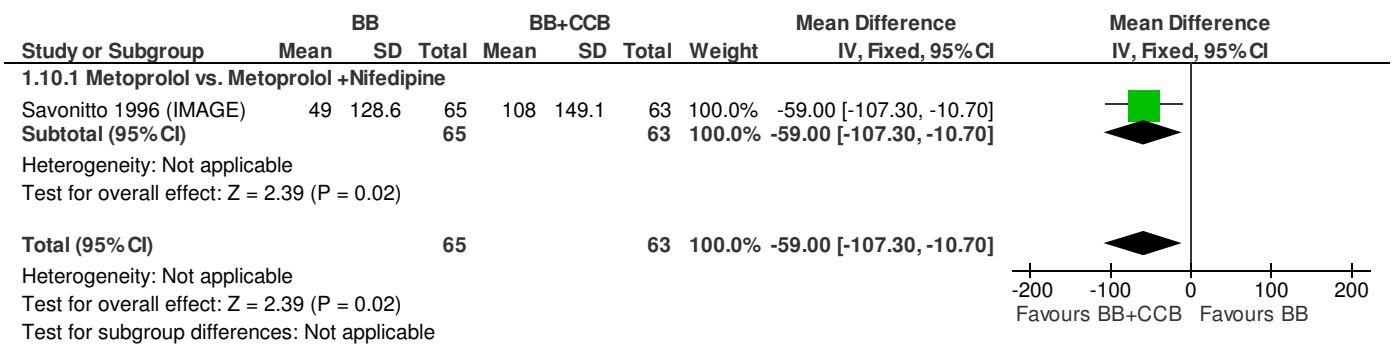 BB BB+CCB Mean Difference Mean Difference
Study or Subgroup Mean SD Total Mean SD Total Weight IV, Fixed, 95% CI IV, Fixed, 95% CI
1.10.1 Metoprolol vs. Metoprolol +Nifedipine
Savonitto 1996 (IMAGE) 49 128.6 65 108 149.1 63 100.0% -59.00 [-107.30, -10.70]
Subtotal (95% CI) 65 63 100.0% -59.00 [-107.30, -10.70]
Heterogeneity: Not applicable
Test for overall effect: Z = 2.39 (P = 0.02)
Total (95% CI) 65 63 100.0% -59.00 [-107.30, -10.70]
Heterogeneity: Not applicable
Test for overall effect: Z = 2.39 (P = 0.02)
Test for subgroup differences: Not applicable
-200 -100 0 100 200
Favours BB+CCB Favours BB